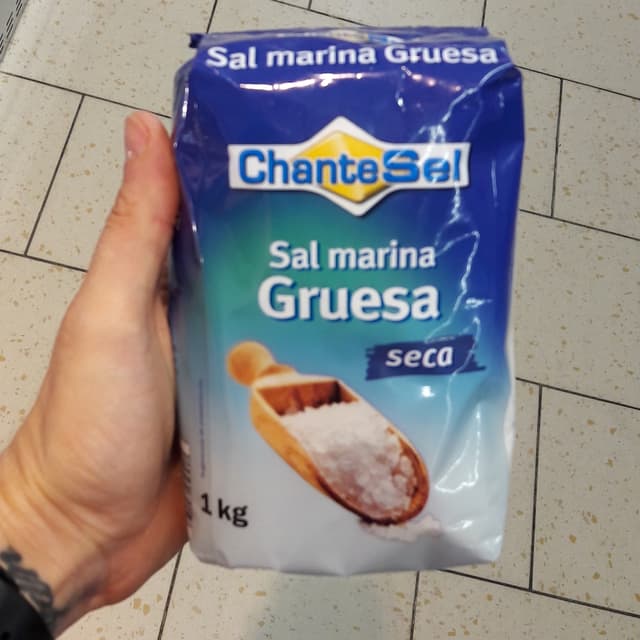 Sal marina Gruesa
ChanteSel
Sal marina
Gruesa
seca
1 kg